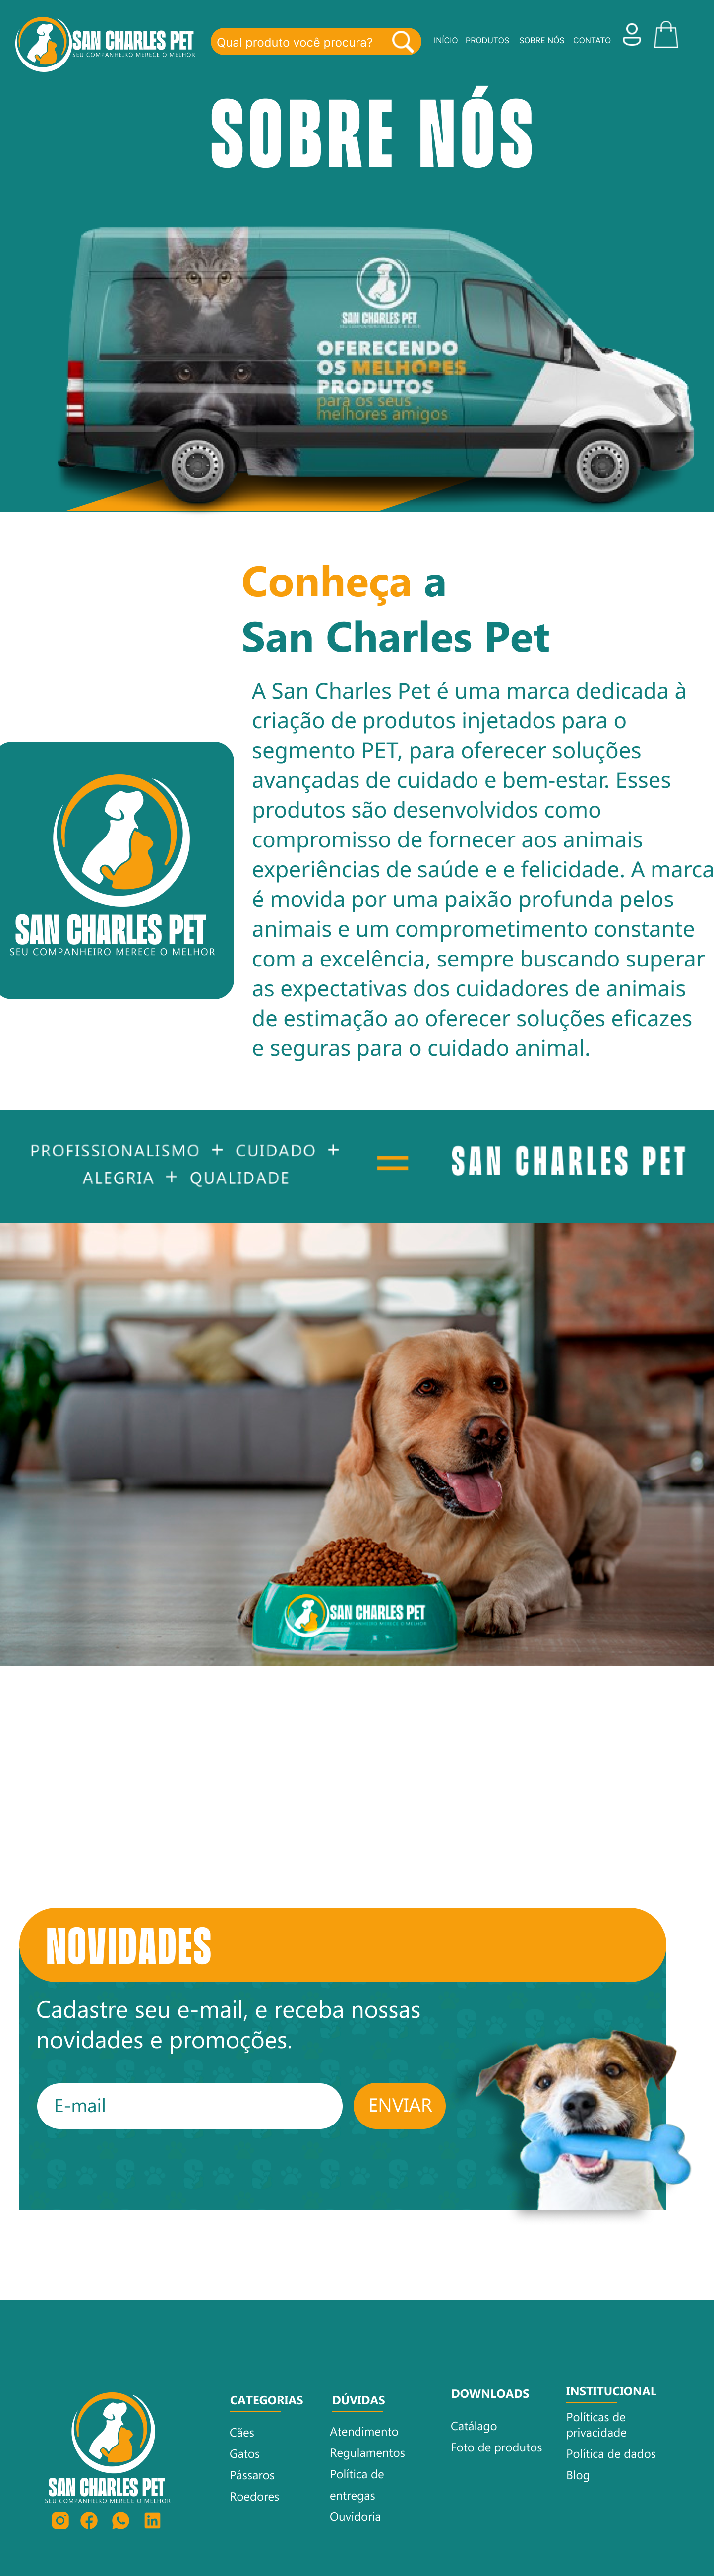 SAN CHARLES PET
SEU COMPANHEIRO MERECE O MELHOR
Qual produto você procura?
INÍCIO PRODUTOS SOBRE NÓS CONTATO
SOBRE NÓS
SAN CHARLES PET
SEU COMPANHEIRO MERECE O MELHOR
OFERECENDO
OS MELHORES
PRODUTOS
para os seus
melhores amigos
Conheça a
San Charles Pet
A San Charles Pet é uma marca dedicada à
criação de produtos injetados para o
segmento PET, para oferecer soluções
avançadas de cuidado e bem-estar. Esses
produtos são desenvolvidos como
compromisso de fornecer aos animais
experiências de saúde e e felicidade. A marca
é movida por uma paixão profunda pelos
animais e um comprometimento constante
com a excelência, sempre buscando superar
as expectativas dos cuidadores de animais
de estimação ao oferecer soluções eficazes
e seguras para o cuidado animal.
SAN CHARLES PET
SEU COMPANHEIRO MERECE O MELHOR
PROFISSIONALISMO + CUIDADO +
ALEGRIA + QUALIDADE
= SAN CHARLES PET
SAN CHARLES PET
SEU COMPANHEIRO MERECE O MELHOR
NOVIDADES
Cadastre seu e-mail, e receba nossas
novidades e promoções.
E-mail
ENVIAR
SAN CHARLES PET
SEU COMPANHEIRO MERECE O MELHOR
CATEGORIAS
Cães
Gatos
Pássaros
Roedores
DÚVIDAS
Atendimento
Regulamentos
Política de
entregas
Ouvidoria
DOWNLOADS
Catálago
Foto de produtos
INSTITUCIONAL
Políticas de
privacidade
Política de dados
Blog